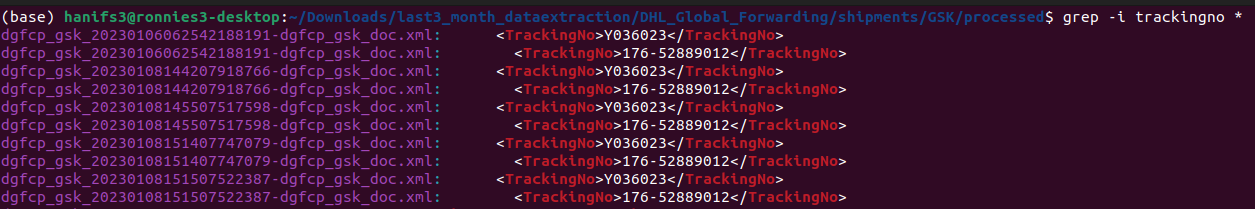 (base) hanifs3@ronnies3-desktop:~/Downloads/last3_month_dataextraction/DHL_Global_Forwarding/shipments/GSK/processed$ grep -i trackingno *
dgfcp_gsk_20230106062542188191-dgfcp_gsk_doc.xml:      <TrackingNo>Y036023</TrackingNo>
dgfcp_gsk_20230106062542188191-dgfcp_gsk_doc.xml:        <TrackingNo>176-52889012</TrackingNo>
dgfcp_gsk_20230108144207918766-dgfcp_gsk_doc.xml:      <TrackingNo>Y036023</TrackingNo>
dgfcp_gsk_20230108144207918766-dgfcp_gsk_doc.xml:        <TrackingNo>176-52889012</TrackingNo>
dgfcp_gsk_20230108145507517598-dgfcp_gsk_doc.xml:      <TrackingNo>Y036023</TrackingNo>
dgfcp_gsk_20230108145507517598-dgfcp_gsk_doc.xml:        <TrackingNo>176-52889012</TrackingNo>
dgfcp_gsk_20230108151407747079-dgfcp_gsk_doc.xml:      <TrackingNo>Y036023</TrackingNo>
dgfcp_gsk_20230108151407747079-dgfcp_gsk_doc.xml:        <TrackingNo>176-52889012</TrackingNo>
dgfcp_gsk_20230108151507522387-dgfcp_gsk_doc.xml:      <TrackingNo>Y036023</TrackingNo>
dgfcp_gsk_20230108151507522387-dgfcp_gsk_doc.xml:        <TrackingNo>176-52889012</TrackingNo>